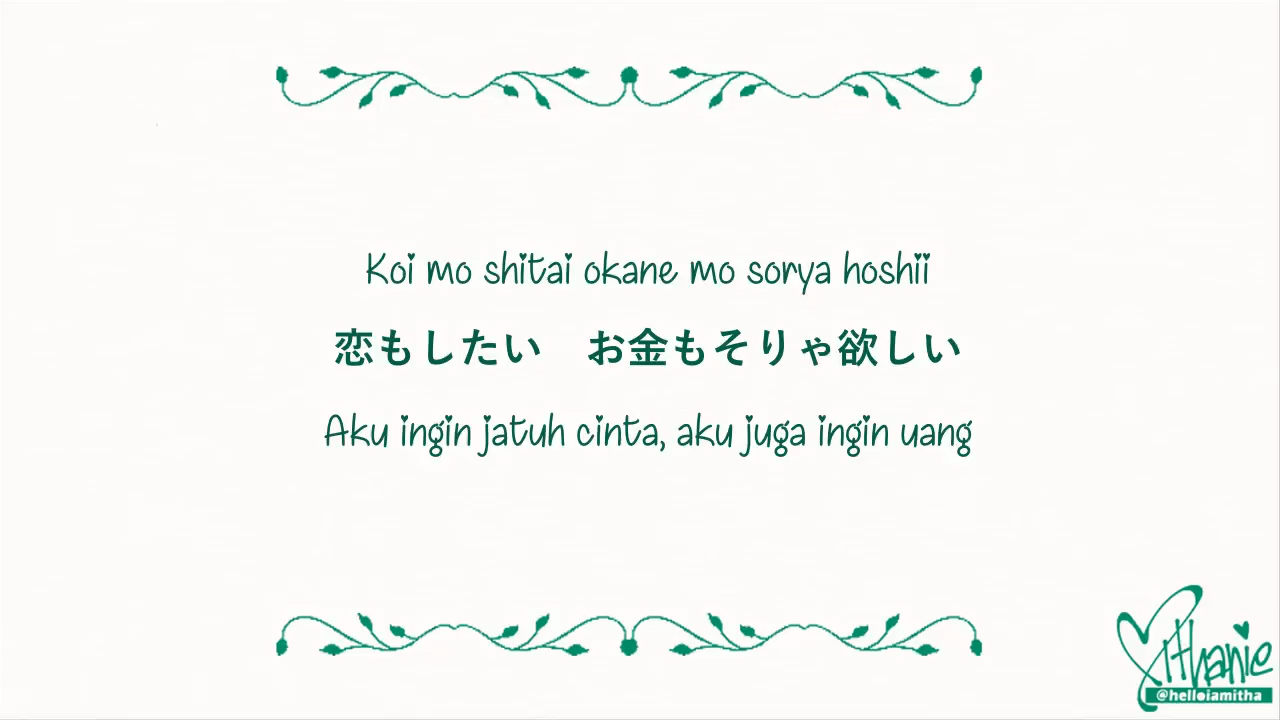 Koi mo shitai okane mo sorya hoshii
恋もしたい　お金もそりゃ欲しい
Aku ingin jatuh cinta, aku juga ingin uang
Mithanie
@helloiamitha